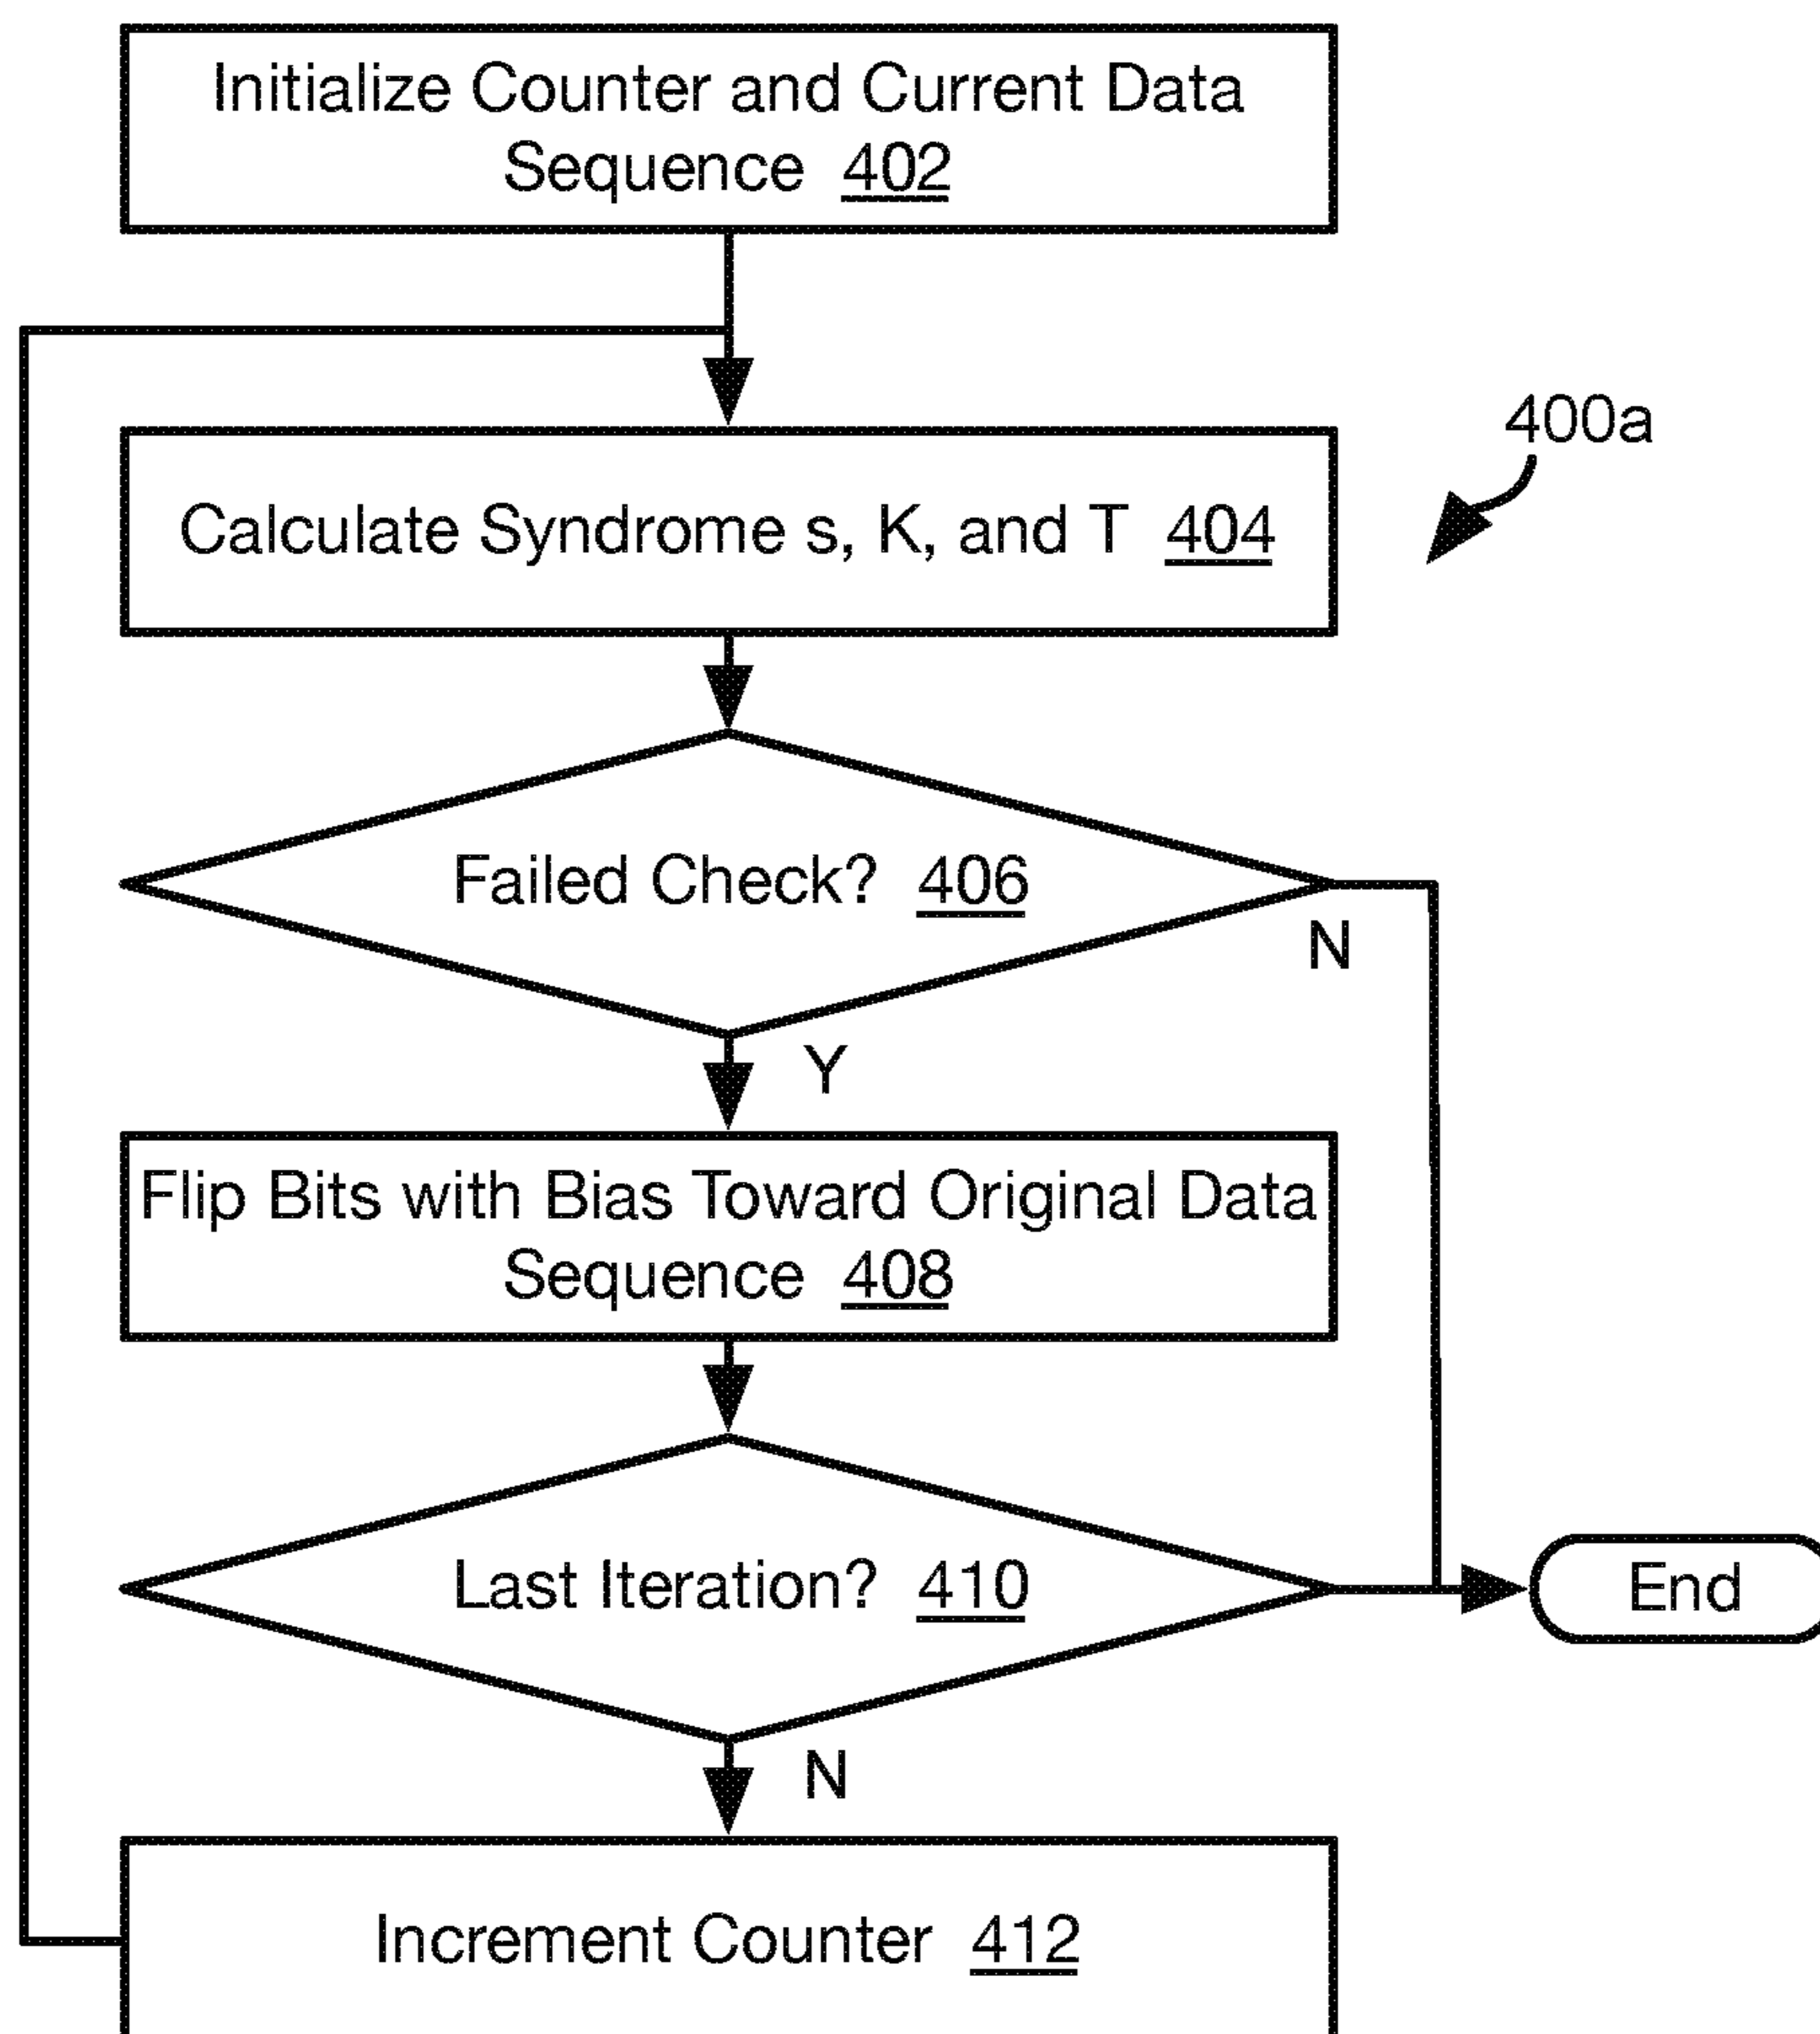 Initialize Counter and Current Data
Sequence 402
400a
Calculate Syndrome s, K, and T 404
Failed Check? 406
N
Y
Flip Bits with Bias Toward Original Data
Sequence 408
Last Iteration? 410
End
N
Increment Counter 412